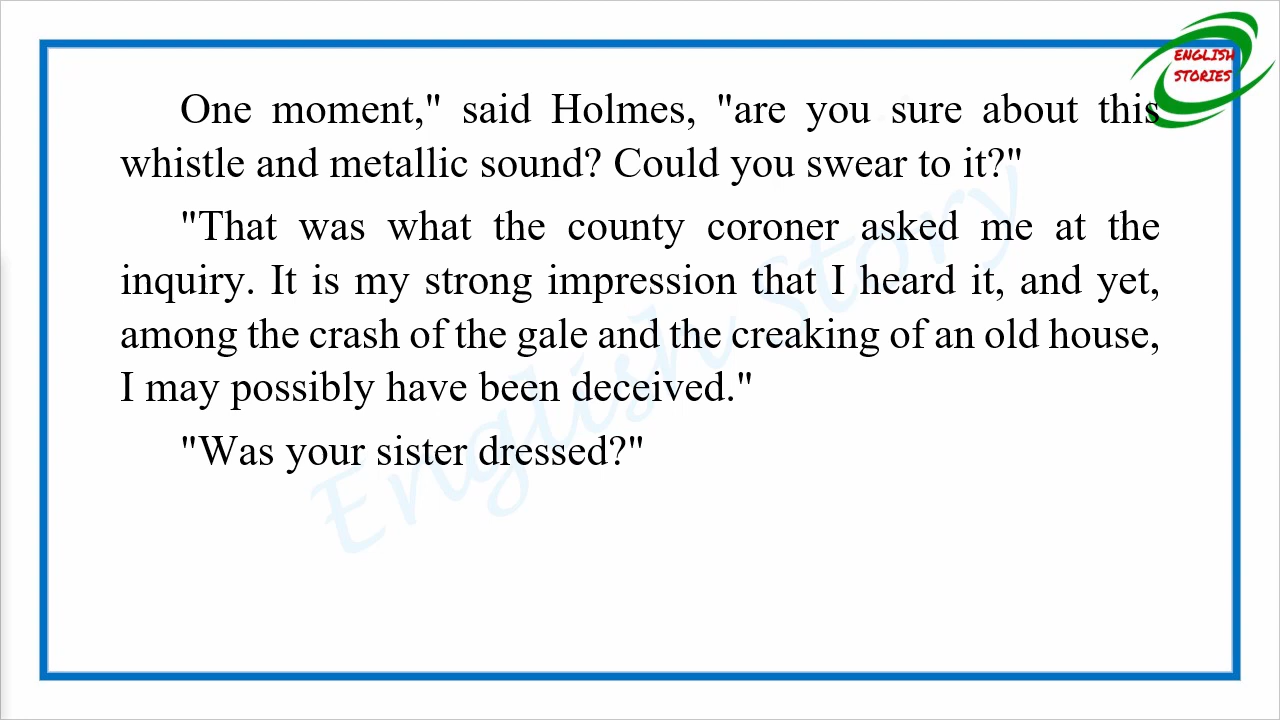 ENGLISH
STORIES
One moment," said Holmes, "are you sure about this
whistle and metallic sound? Could you swear to it?"
"That was what the county coroner asked me at the
inquiry. It is my strong impression that I heard it, and yet,
among the crash of the gale and the creaking of an old house,
I may possibly have been deceived."
"Was your sister dressed?"
English Story